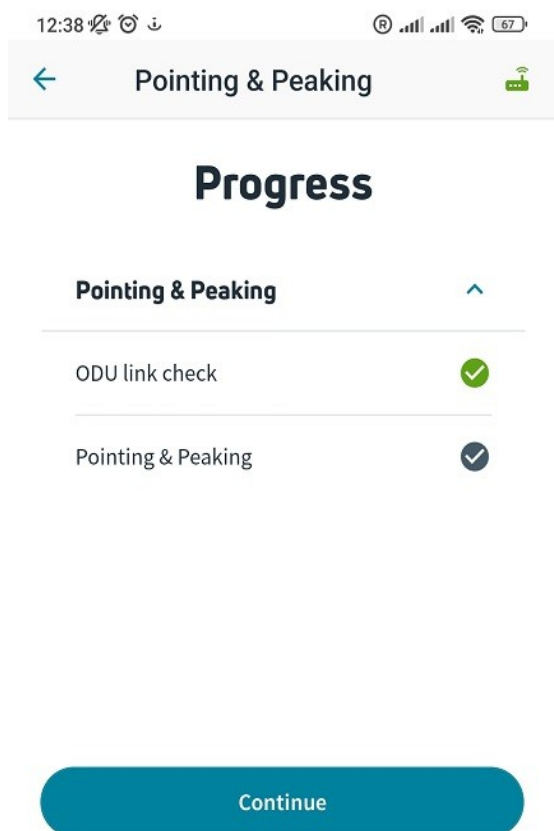 12:38 ® 67
Pointing & Peaking
Progress
Pointing & Peaking
ODU link check
Pointing & Peaking
Continue